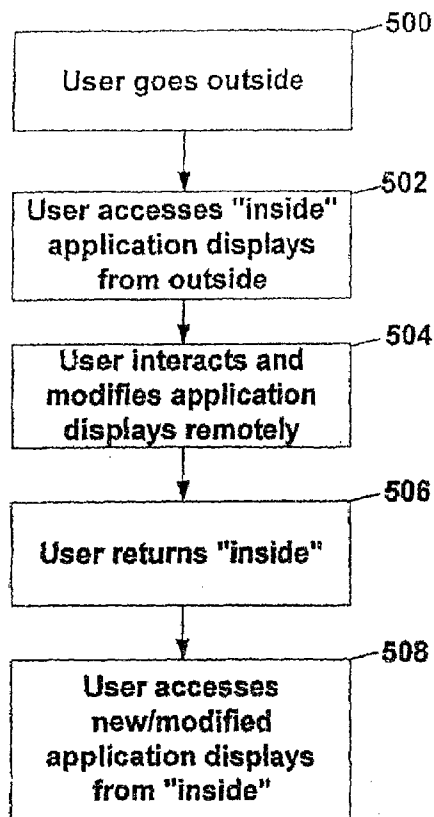 500
User goes outside
502
User accesses "inside"
application displays
from outside
504
User interacts and
modifies application
displays remotely
506
User returns "inside"
508
User accesses
new/modified
application displays
from "inside"